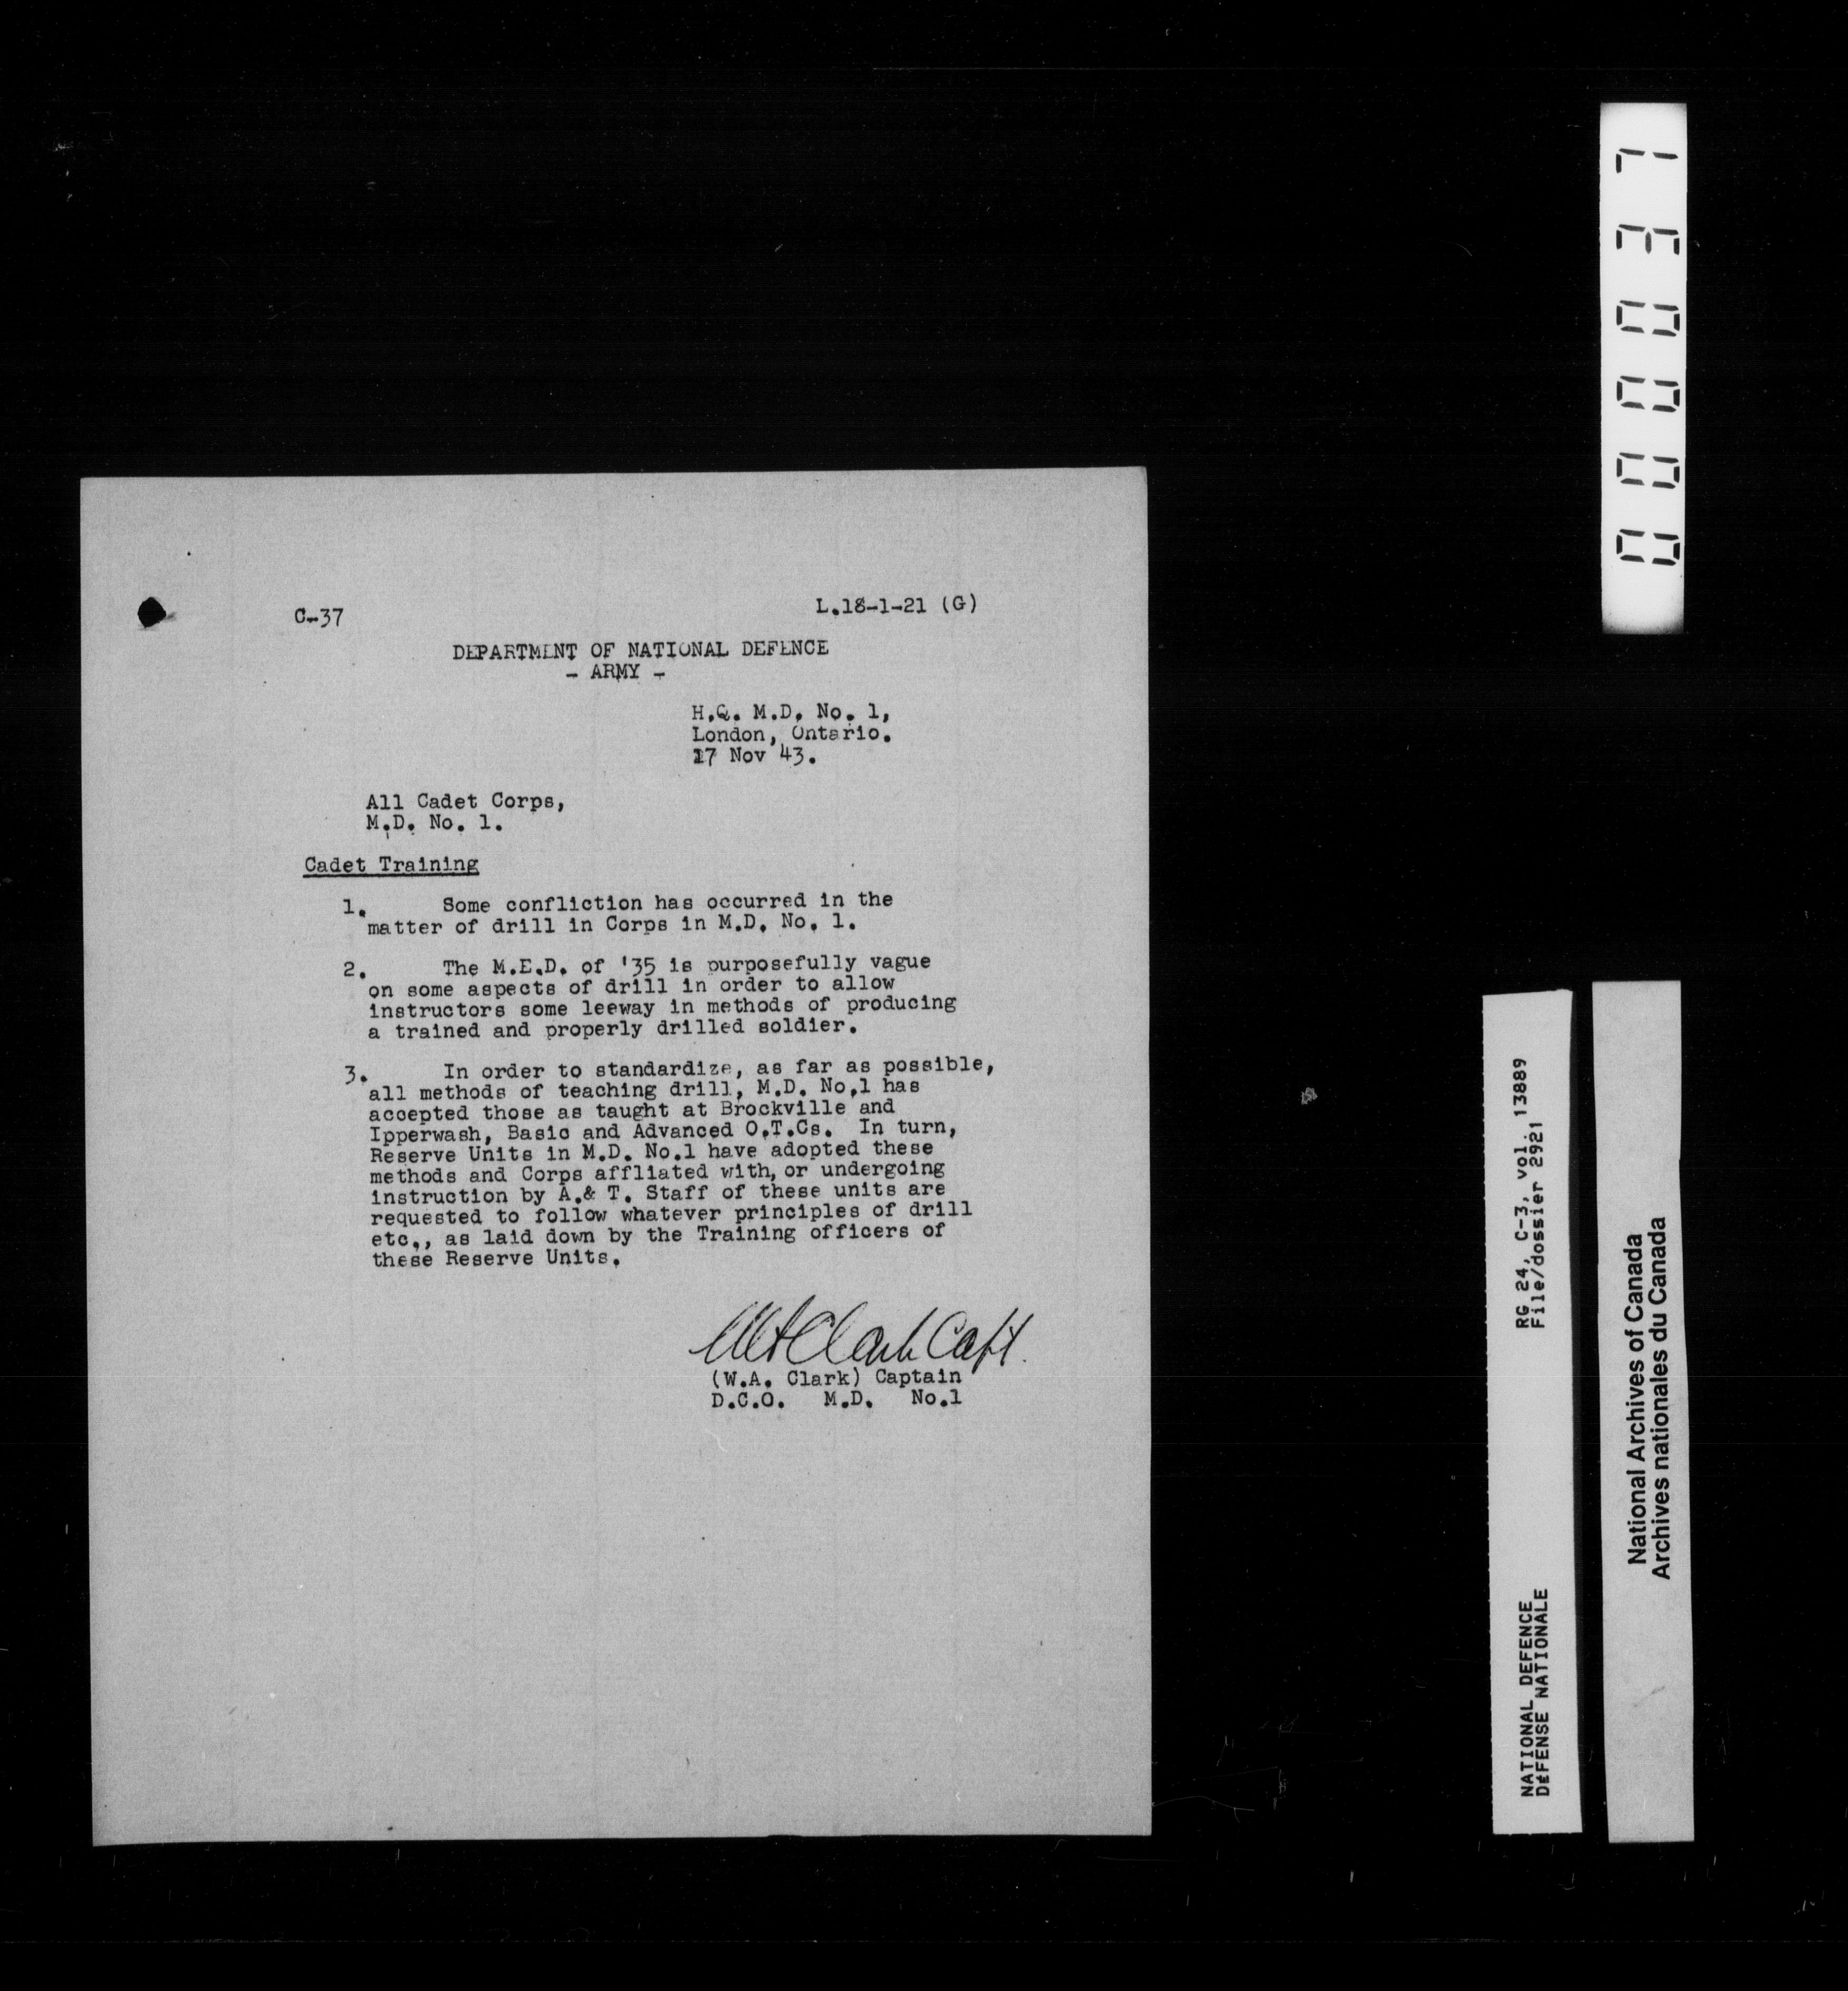 C-37
L.18-1-21 (G)
DEPARTMENT OF NATIONAL DEFENCE
- ARMY -
H.Q. M.D. No. 1,
London, Ontario.
17 Nov 43.
All Cadet Corps,
M.D. No. 1.
Cadet Training
1. Some confliction has occurred in the
matter of drill in Corps in M.D. No. 1.
2. The M.E.D. of '35 is purposefully vague
on some aspects of drill in order to allow
instructors some leeway in methods of producing
a trained and properly drilled soldier.
3. In order to standardize, as far as possible,
all methods of teaching drill, M.D. No.1 has
accepted those as taught at Brockville and
Ipperwash, Basic and Advanced O.T.Cs. In turn,
Reserve Units in M.D. No.1 have adopted these
methods and Corps affliated with, or undergoing
instruction by A.& T. Staff of these units are
requested to follow whatever principles of drill
etc., as laid down by the Training officers of
these Reserve Units.
WA Clark Capt.
(W.A. Clark) Captain
D.C.O. M.D. No.1
000037
NATIONAL DEFENCE RG 24, C-3, vol. 13889
DÉFENSE NATIONALE File/dossier 2921
National Archives of Canada
Archives nationales du Canada